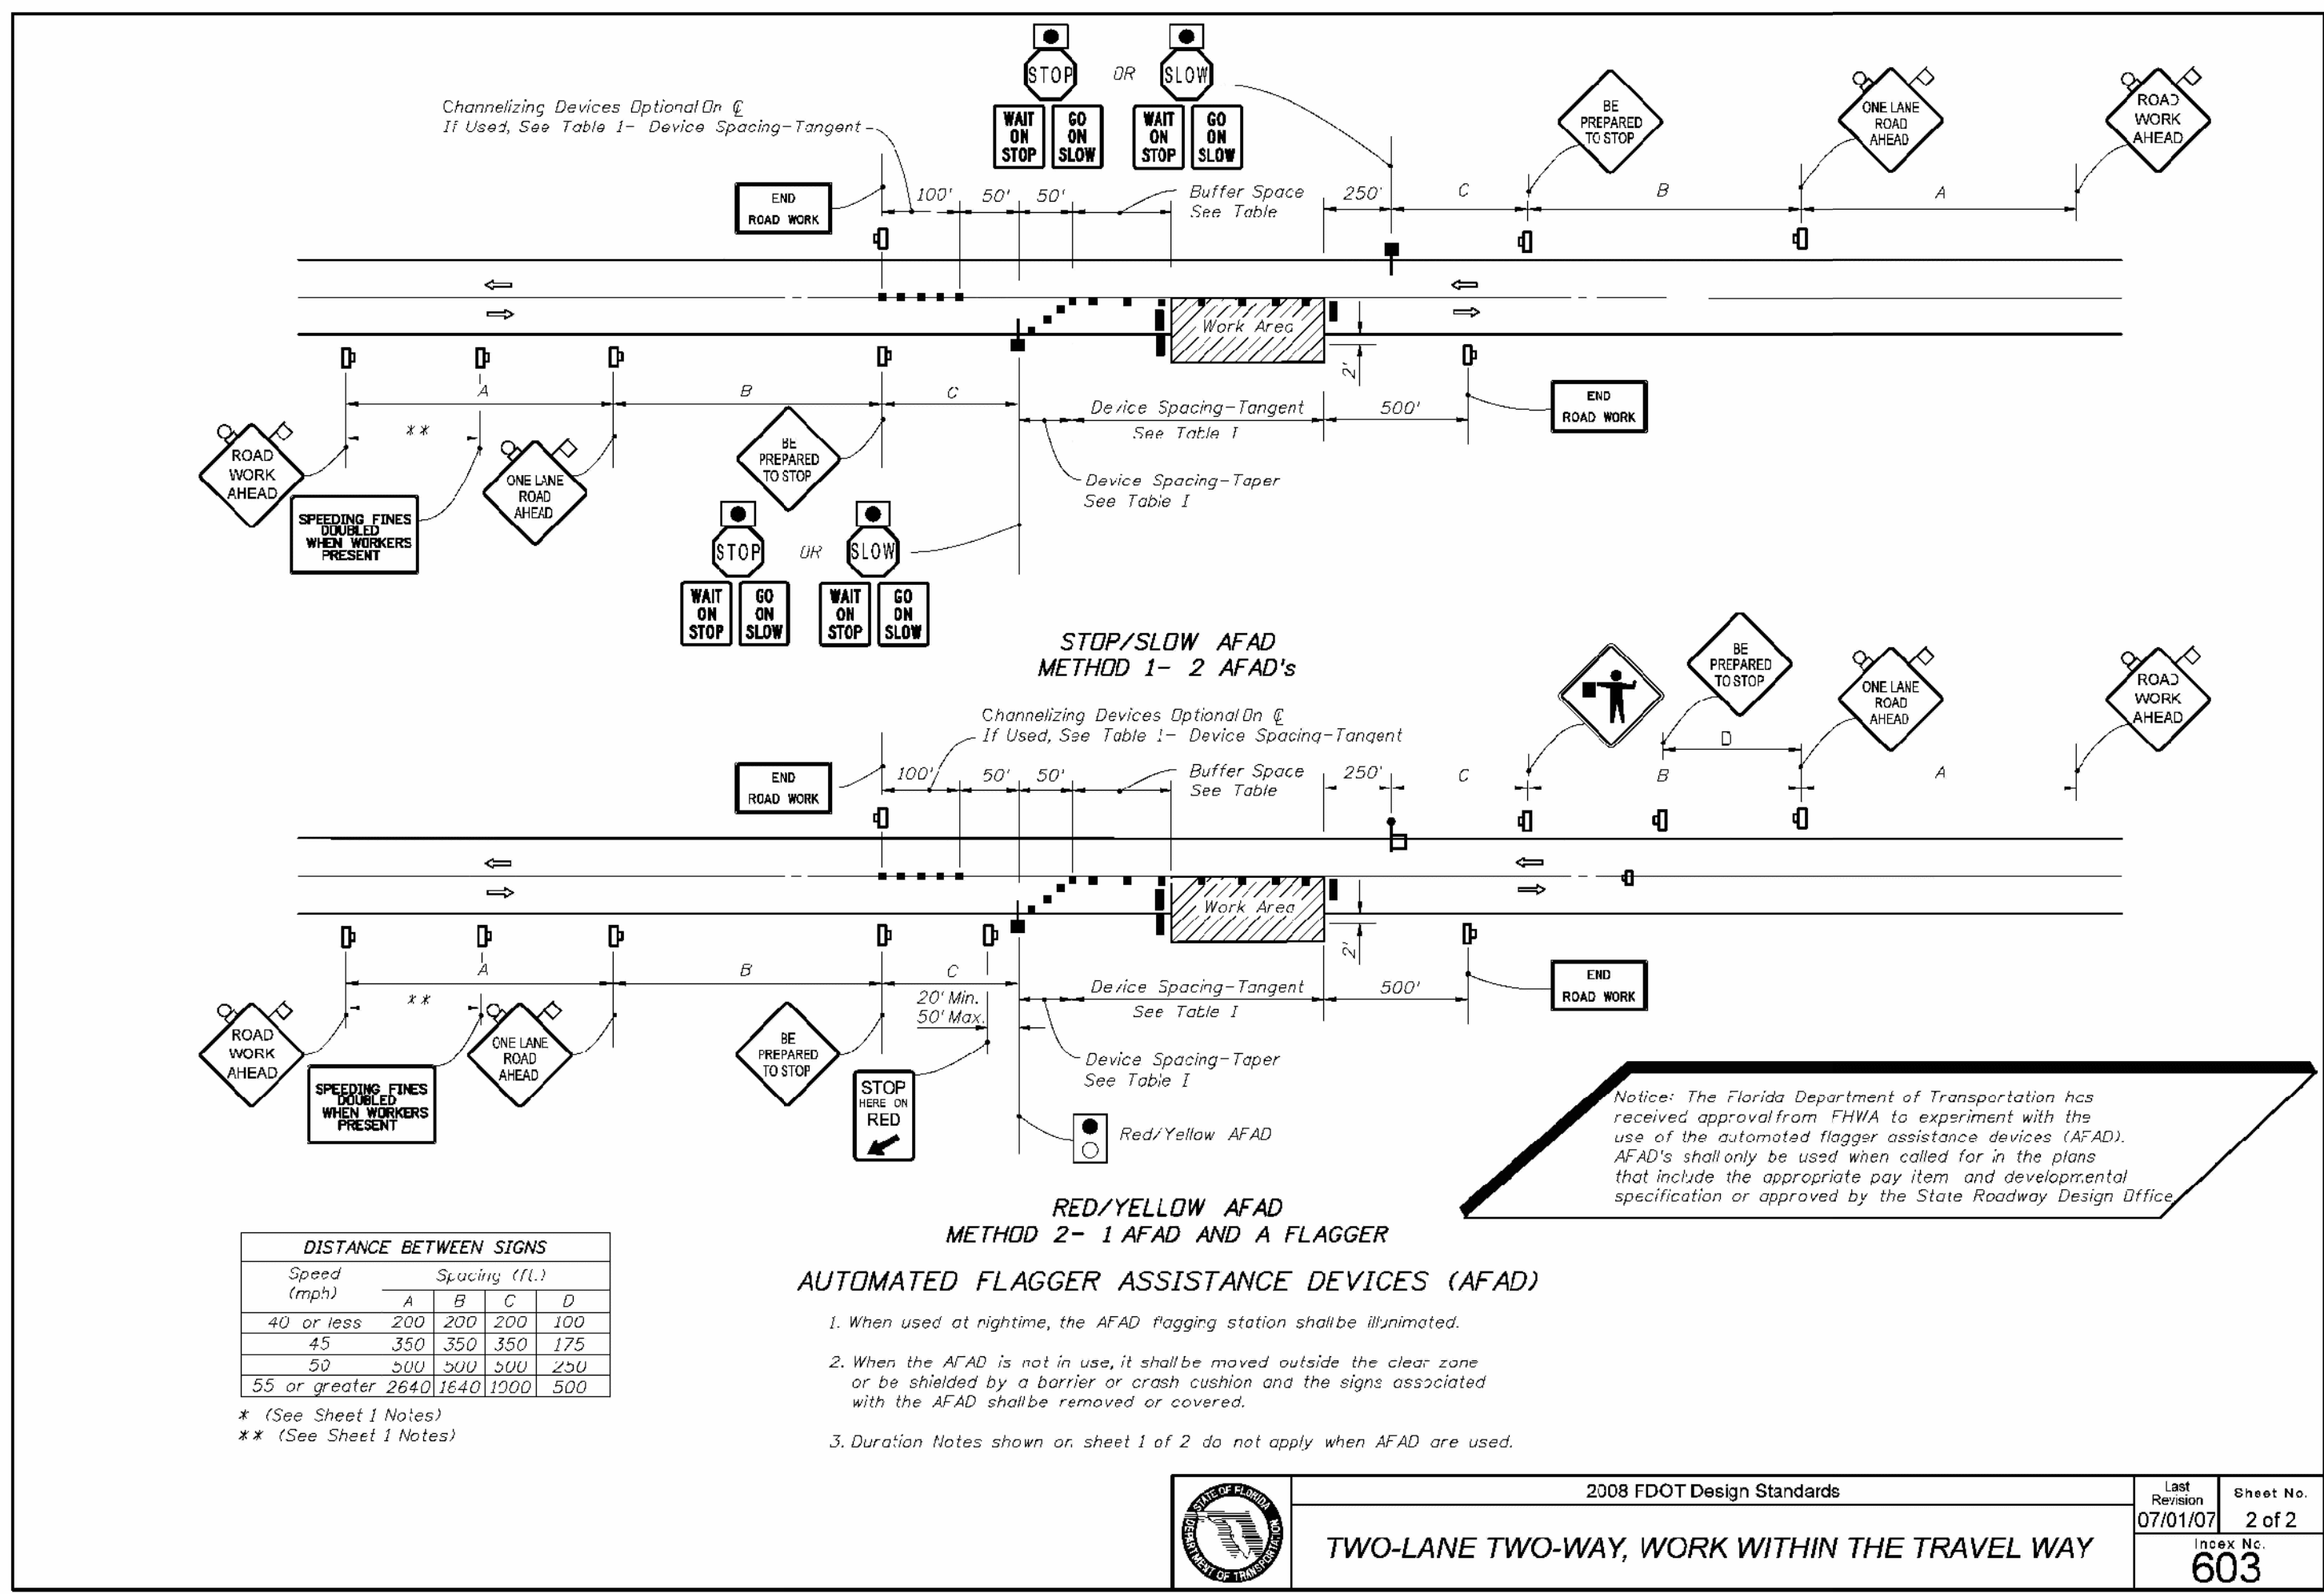 STOP
OR
SLOW
WAIT
ON
STOP
GO
ON
SLOW
WAIT
ON
STOP
GO
ON
SLOW
Channelizing Devices Optional On ℄
If Used, See Table 1- Device Spacing-Tangent
BE
PREPARED
TO STOP
ONE LANE
ROAD
AHEAD
ROAD
WORK
AHEAD
END
ROAD WORK
100'
50'
50'
Buffer Space
See Table
250'
C
B
A
Work Area
2'
A
B
C
**
Device Spacing-Tangent
See Table I
500'
END
ROAD WORK
ROAD
WORK
AHEAD
SPEEDING FINES
DOUBLED
WHEN WORKERS
PRESENT
ONE LANE
ROAD
AHEAD
BE
PREPARED
TO STOP
Device Spacing-Taper
See Table I
STOP
OR
SLOW
WAIT
ON
STOP
GO
ON
SLOW
WAIT
ON
STOP
GO
ON
SLOW
STOP/SLOW AFAD
METHOD 1- 2 AFAD's
Channelizing Devices Optional On ℄
If Used, See Table 1- Device Spacing-Tangent
BE
PREPARED
TO STOP
ONE LANE
ROAD
AHEAD
ROAD
WORK
AHEAD
D
END
ROAD WORK
100'
50'
50'
Buffer Space
See Table
250'
C
B
A
Work Area
2'
A
B
C
**
20' Min.
50' Max.
Device Spacing-Tangent
See Table I
500'
END
ROAD WORK
ROAD
WORK
AHEAD
SPEEDING FINES
DOUBLED
WHEN WORKERS
PRESENT
ONE LANE
ROAD
AHEAD
BE
PREPARED
TO STOP
STOP
HERE ON
RED
Device Spacing-Taper
See Table I
Red/Yellow AFAD
RED/YELLOW AFAD
METHOD 2- 1 AFAD AND A FLAGGER
Notice: The Florida Department of Transportation has
received approval from FHWA to experiment with the
use of the automated flagger assistance devices (AFAD).
AFAD's shall only be used when called for in the plans
that include the appropriate pay item and developmental
specification or approved by the State Roadway Design Office
DISTANCE BETWEEN SIGNS
Speed (mph) Spacing (ft.)
A B C D
40 or less 200 200 200 100
45 350 350 350 175
50 500 500 500 250
55 or greater 2640 1640 1000 500
* (See Sheet 1 Notes)
** (See Sheet 1 Notes)
AUTOMATED FLAGGER ASSISTANCE DEVICES (AFAD)
1. When used at nightime, the AFAD flagging station shall be illunimated.
2. When the AFAD is not in use, it shall be moved outside the clear zone
or be shielded by a barrier or crash cushion and the signs associated
with the AFAD shall be removed or covered.
3. Duration Notes shown on sheet 1 of 2 do not apply when AFAD are used.
STATE OF FLORIDA
DEPARTMENT OF TRANSPORTATION
2008 FDOT Design Standards
TWO-LANE TWO-WAY, WORK WITHIN THE TRAVEL WAY
Last
Revision
07/01/07
Sheet No.
2 of 2
Index No.
603